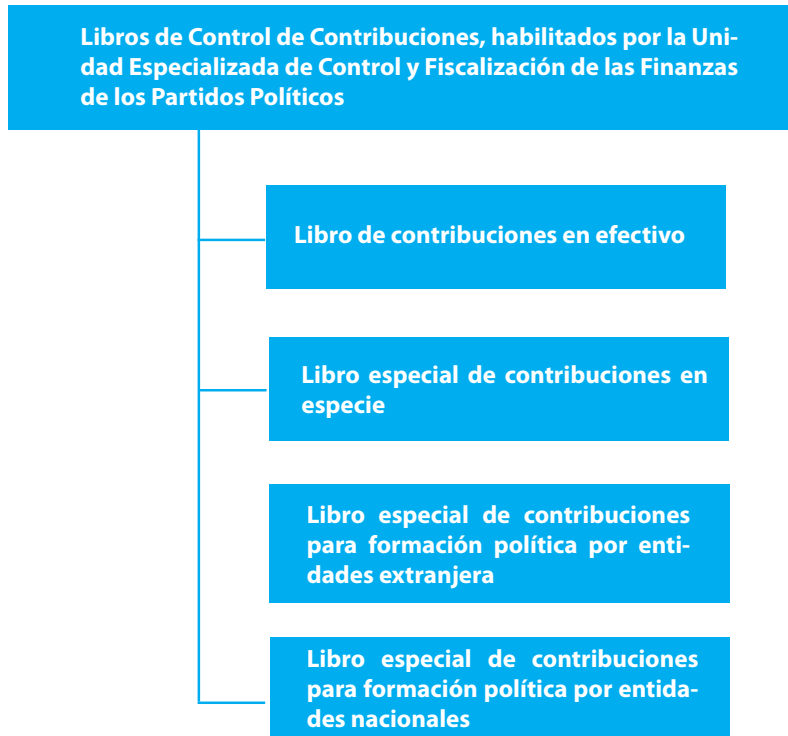 Libros de Control de Contribuciones, habilitados por la Uni-
dad Especializada de Control y Fiscalización de las Finanzas
de los Partidos Políticos
Libro de contribuciones en efectivo
Libro especial de contribuciones en
especie
Libro especial de contribuciones
para formación política por enti-
dades extranjera
Libro especial de contribuciones
para formación política por entida-
des nacionales